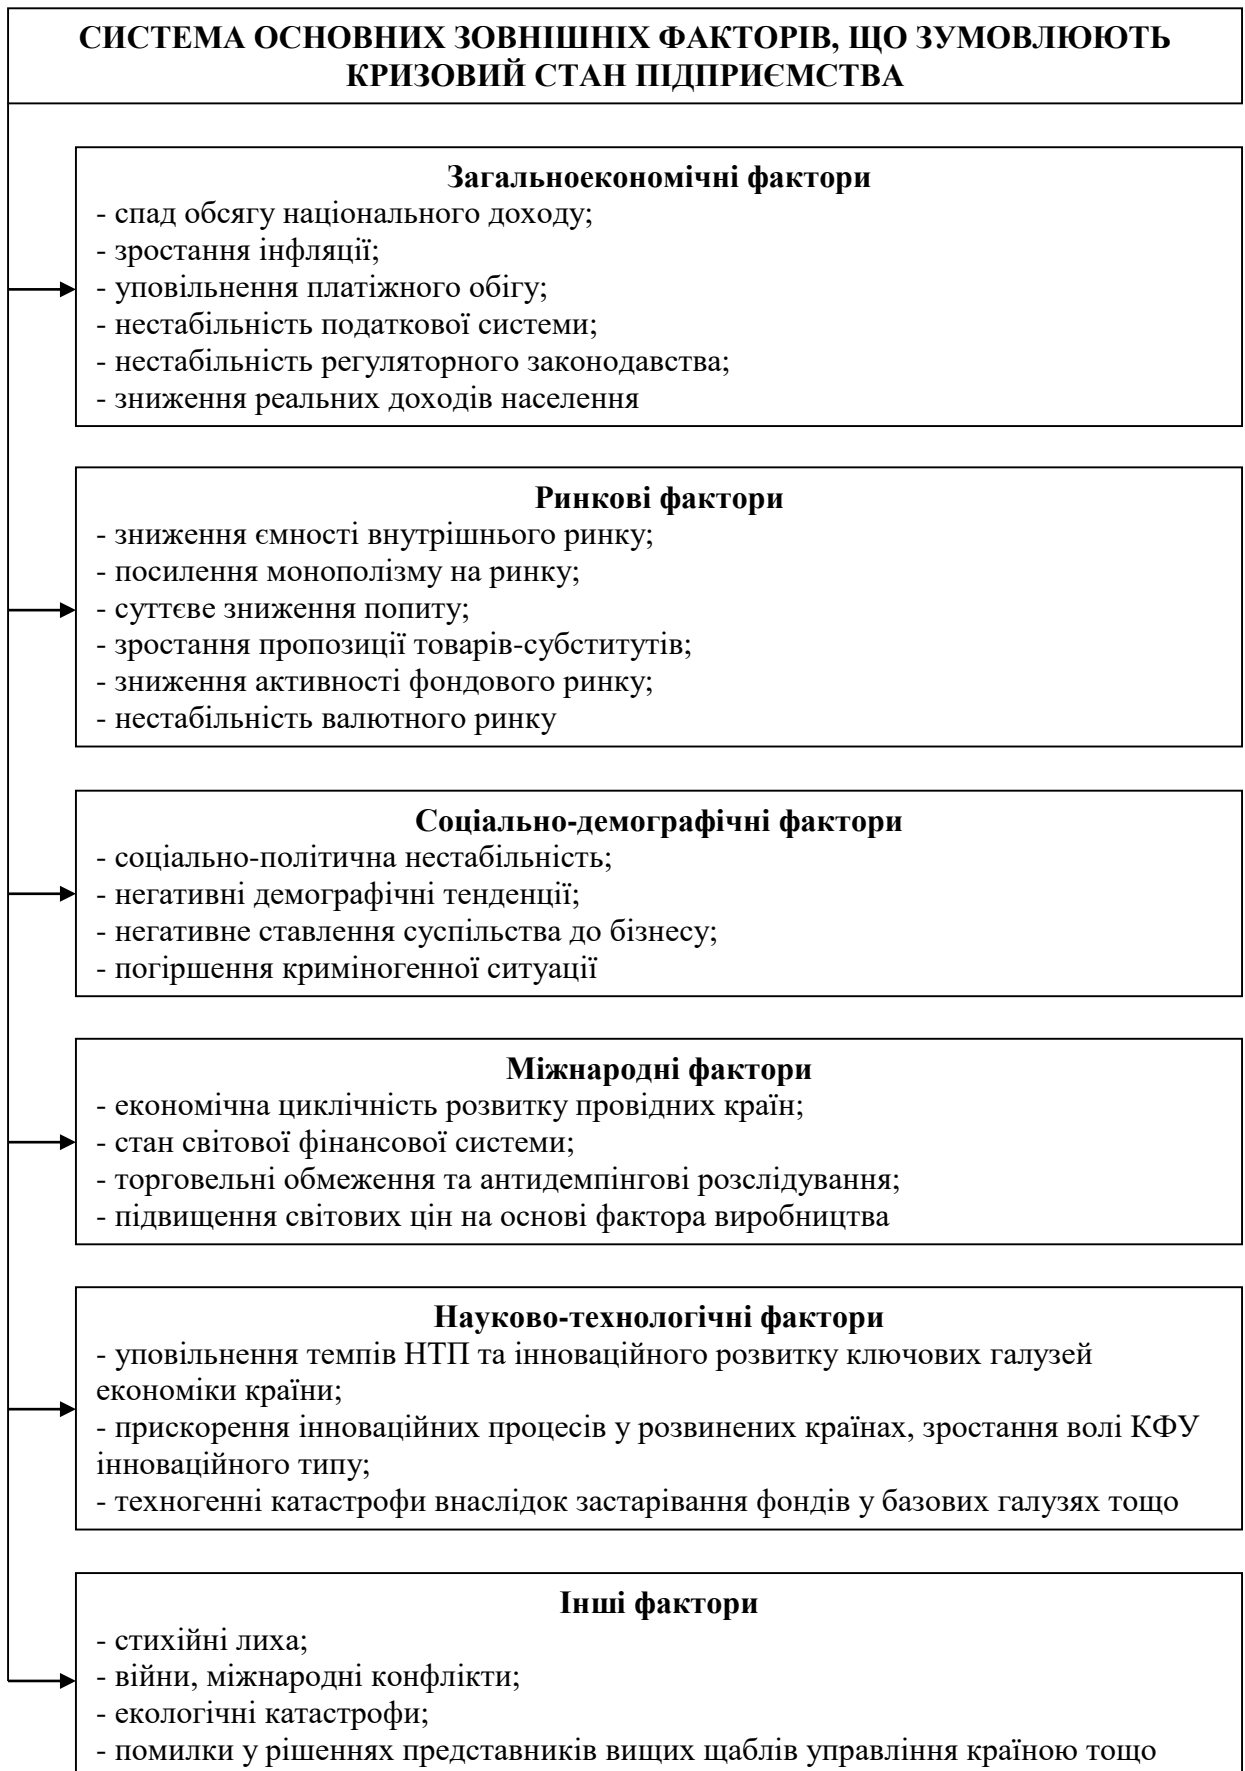 СИСТЕМА ОСНОВНИХ ЗОВНІШНІХ ФАКТОРІВ, ЩО ЗУМОВЛЮЮТЬ
КРИЗОВИЙ СТАН ПІДПРИЄМСТВА
Загальноекономічні фактори
- спад обсягу національного доходу;
- зростання інфляції;
- уповільнення платіжного обігу;
- нестабільність податкової системи;
- нестабільність регуляторного законодавства;
- зниження реальних доходів населення
Ринкові фактори
- зниження ємності внутрішнього ринку;
- посилення монополізму на ринку;
- суттєве зниження попиту;
- зростання пропозиції товарів-субститутів;
- зниження активності фондового ринку;
- нестабільність валютного ринку
Соціально-демографічні фактори
- соціально-політична нестабільність;
- негативні демографічні тенденції;
- негативне ставлення суспільства до бізнесу;
- погіршення криміногенної ситуації
Міжнародні фактори
- економічна циклічність розвитку провідних країн;
- стан світової фінансової системи;
- торговельні обмеження та антидемпінгові розслідування;
- підвищення світових цін на основі фактора виробництва
Науково-технологічні фактори
- уповільнення темпів НТП та інноваційного розвитку ключових галузей
економіки країни;
- прискорення інноваційних процесів у розвинених країнах, зростання волі КФУ
інноваційного типу;
- техногенні катастрофи внаслідок застарівання фондів у базових галузях тощо
Інші фактори
- стихійні лиха;
- війни, міжнародні конфлікти;
- екологічні катастрофи;
- помилки у рішеннях представників вищих щаблів управління країною тощо